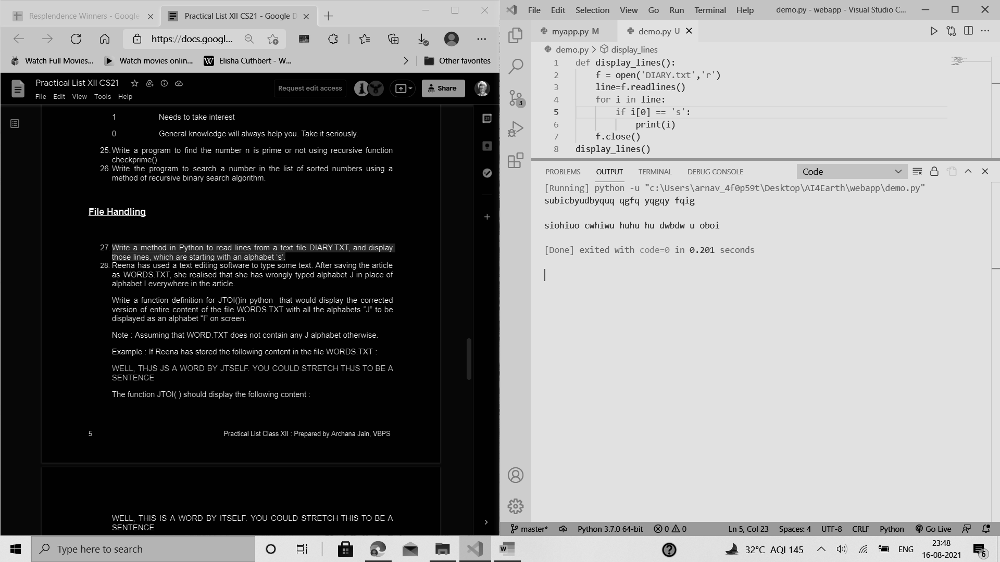 Resplendence Winners - Google
Practical List XII CS21 - Google D
https://docs.googl...
Watch Full Movies...
Watch movies onlin...
W
Elisha Cuthbert - W...
Other favorites
Practical List XII CS21
File Edit View Tools Help
Request edit access
Share
31
1 Needs to take interest
0 General knowledge will always help you. Take it seriously.
25. Write a program to find the number n is prime or not using recursive function
checkprime()
26. Write the program to search a number in the list of sorted numbers using a
method of recursive binary search algorithm.
File Handling
27. Write a method in Python to read lines from a text file DIARY.TXT, and display
those lines, which are starting with an alphabet ‘s’.
28. Reena has used a text editing software to type some text. After saving the article
as WORDS.TXT, she realised that she has wrongly typed alphabet J in place of
alphabet I everywhere in the article.
Write a function definition for JTOI()in python that would display the corrected
version of entire content of the file WORDS.TXT with all the alphabets “J” to be
displayed as an alphabet “I” on screen.
Note : Assuming that WORD.TXT does not contain any J alphabet otherwise.
Example : If Reena has stored the following content in the file WORDS.TXT :
WELL, THJS JS A WORD BY JTSELF. YOU COULD STRETCH THJS TO BE A
SENTENCE
The function JTOI( ) should display the following content :
5 Practical List Class XII : Prepared by Archana Jain, VBPS
WELL, THIS IS A WORD BY ITSELF. YOU COULD STRETCH THIS TO BE A
SENTENCE
File Edit Selection View Go Run Terminal Help demo.py - webapp - Visual Studio C...
myapp.py M
demo.py U
demo.py > display_lines
3
1 def display_lines():
2 f = open('DIARY.txt','r')
3 line=f.readlines()
4 for i in line:
5 if i[0] == 's':
6 print(i)
7 f.close()
8 display_lines()
PROBLEMS OUTPUT TERMINAL DEBUG CONSOLE Code
[Running] python -u "c:\Users\arnav_4f0p59t\Desktop\AI4Earth\webapp\demo.py"
subicbyudbyquq qgfq yqgqy fqig
siohiuo cwhiwu huhu hu dwbdw u oboi
[Done] exited with code=0 in 0.201 seconds
master* Python 3.7.0 64-bit 0 0 Ln 5, Col 23 Spaces: 4 UTF-8 CRLF Python Go Live
Type here to search
W
32°C AQI 145
ENG
23:48
16-08-2021
6